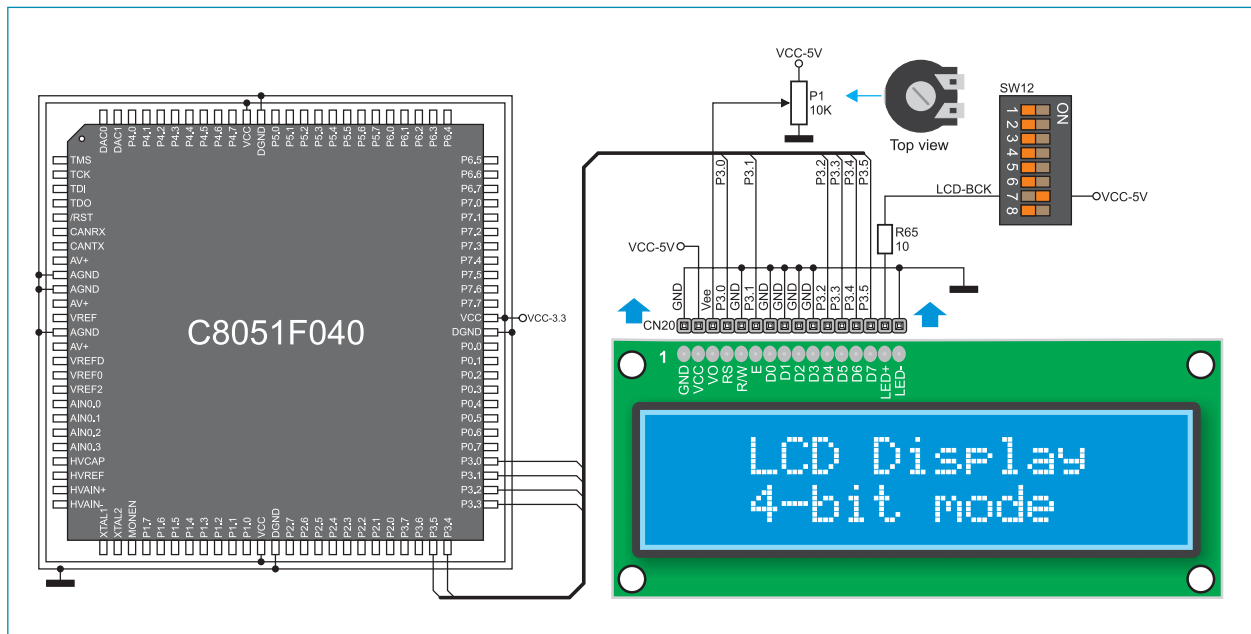 VCC-5V
P1
10K
Top view
SW12
ON
1
2
3
4
5
6
7
8
LCD-BCK
VCC-5V
R65
10
VCC-5V
P3.0
P3.1
P3.2
P3.3
P3.4
P3.5
GND
Vee
P3.0
GND
P3.1
GND
GND
GND
GND
P3.2
P3.3
P3.4
P3.5
CN20
1
GND
VCC
VO
RS
R/W
E
D0
D1
D2
D3
D4
D5
D6
D7
LED+
LED-
LCD Display
4-bit mode
C8051F040
DAC0
DAC1
P4.0
P4.1
P4.2
P4.3
P4.4
P4.5
P4.6
P4.7
VCC
DGND
P5.0
P5.1
P5.2
P5.3
P5.4
P5.5
P5.6
P5.7
P6.0
P6.1
P6.2
P6.3
P6.4
TMS
TCK
TDI
TDO
/RST
CANRX
CANTX
AV+
AGND
AGND
AV+
VREF
AGND
AV+
VREFD
VREF0
VREF2
AIN0.0
AIN0.1
AIN0.2
AIN0.3
HVCAP
HVREF
HVAIN+
HVAIN-
P6.5
P6.6
P6.7
P7.0
P7.1
P7.2
P7.3
P7.4
P7.5
P7.6
P7.7
VCC
DGND
P0.0
P0.1
P0.2
P0.3
P0.4
P0.5
P0.6
P0.7
P3.0
P3.1
P3.2
P3.3
VCC-3.3
XTAL1
XTAL2
MONEN
P1.7
P1.6
P1.5
P1.4
P1.3
P1.2
P1.1
P1.0
VCC
DGND
P2.7
P2.6
P2.5
P2.4
P2.3
P2.2
P2.1
P2.0
P3.7
P3.6
P3.5
P3.4